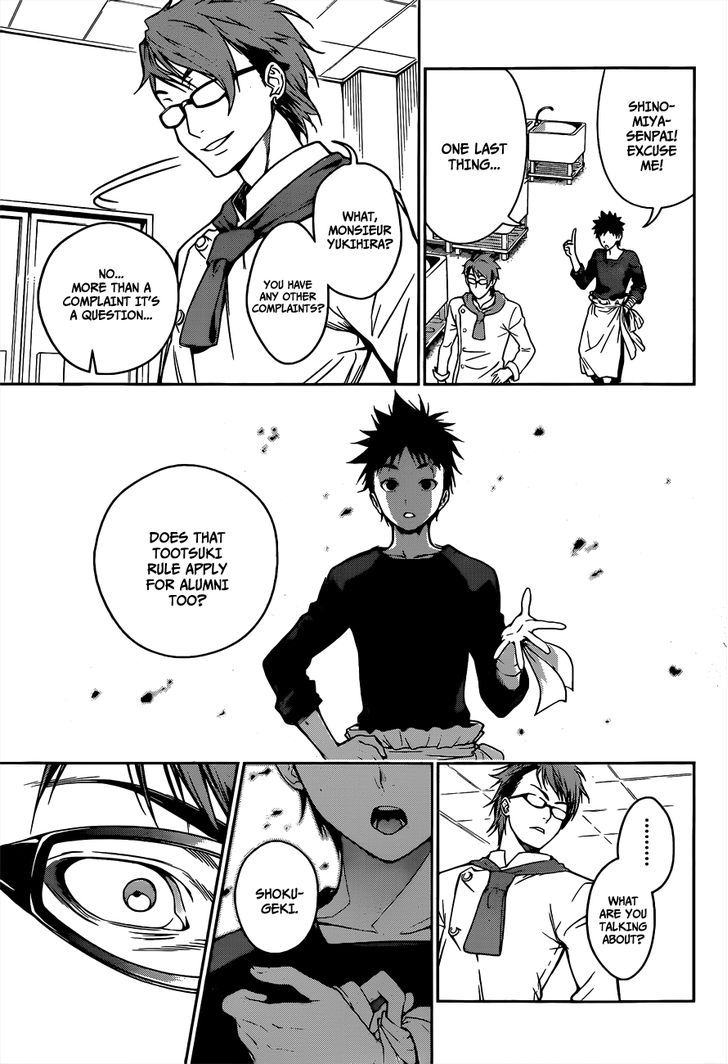 SHINO-
MIYA-
SENPAI!
EXCUSE
ME!
ONE LAST
THING...
WHAT,
MONSIEUR
YUKIHIRA?
YOU HAVE
ANY OTHER
COMPLAINTS?
NO...
MORE THAN A
COMPLAINT IT'S
A QUESTION...
DOES THAT
TOOTSUKI
RULE APPLY
FOR ALUMNI
TOO?
........
WHAT
ARE YOU
TALKING
ABOUT?
SHOKU-
GEKI.